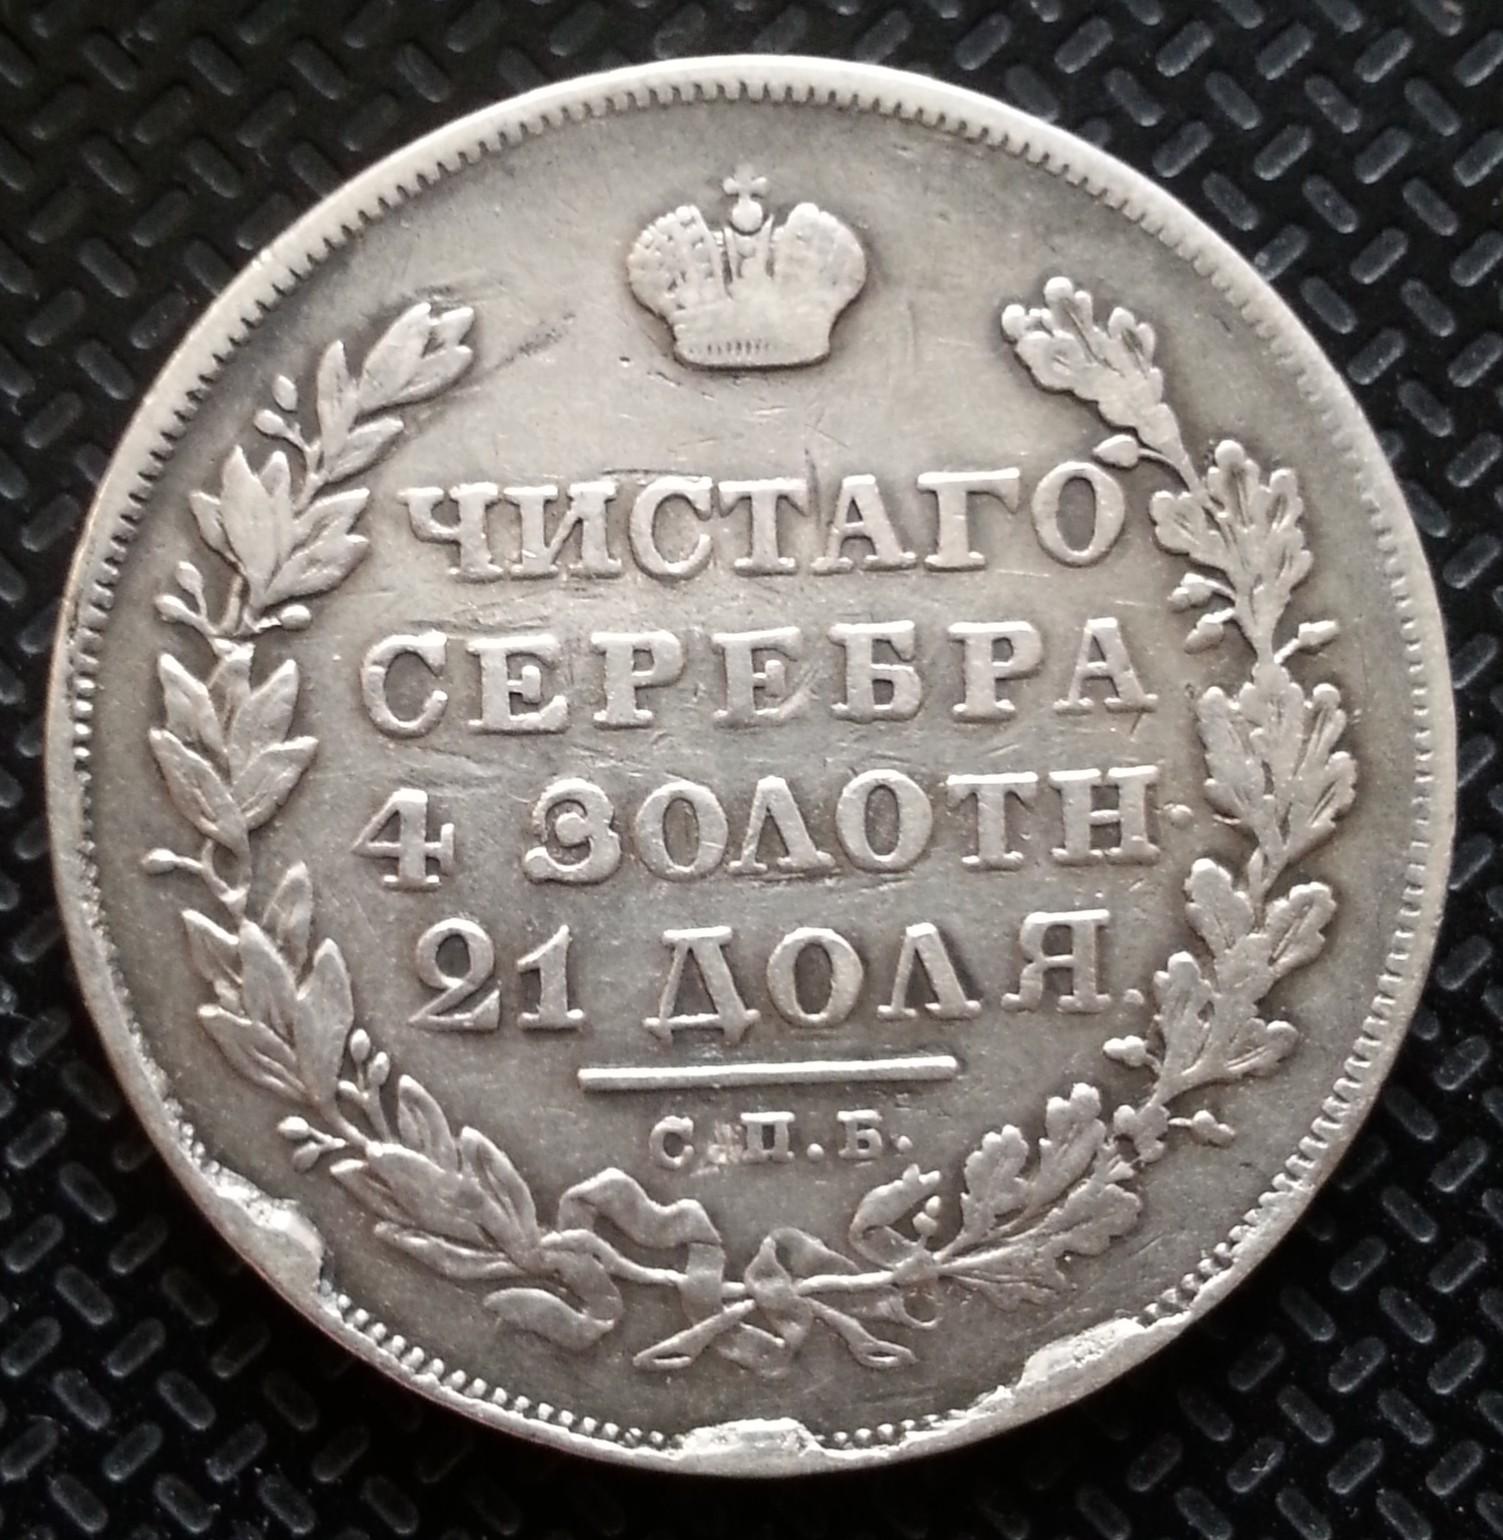 ЧИСТАГО
СЕРЕБРА
4 ЗОЛОТН.
21 ДОЛЯ.
С.П.Б.